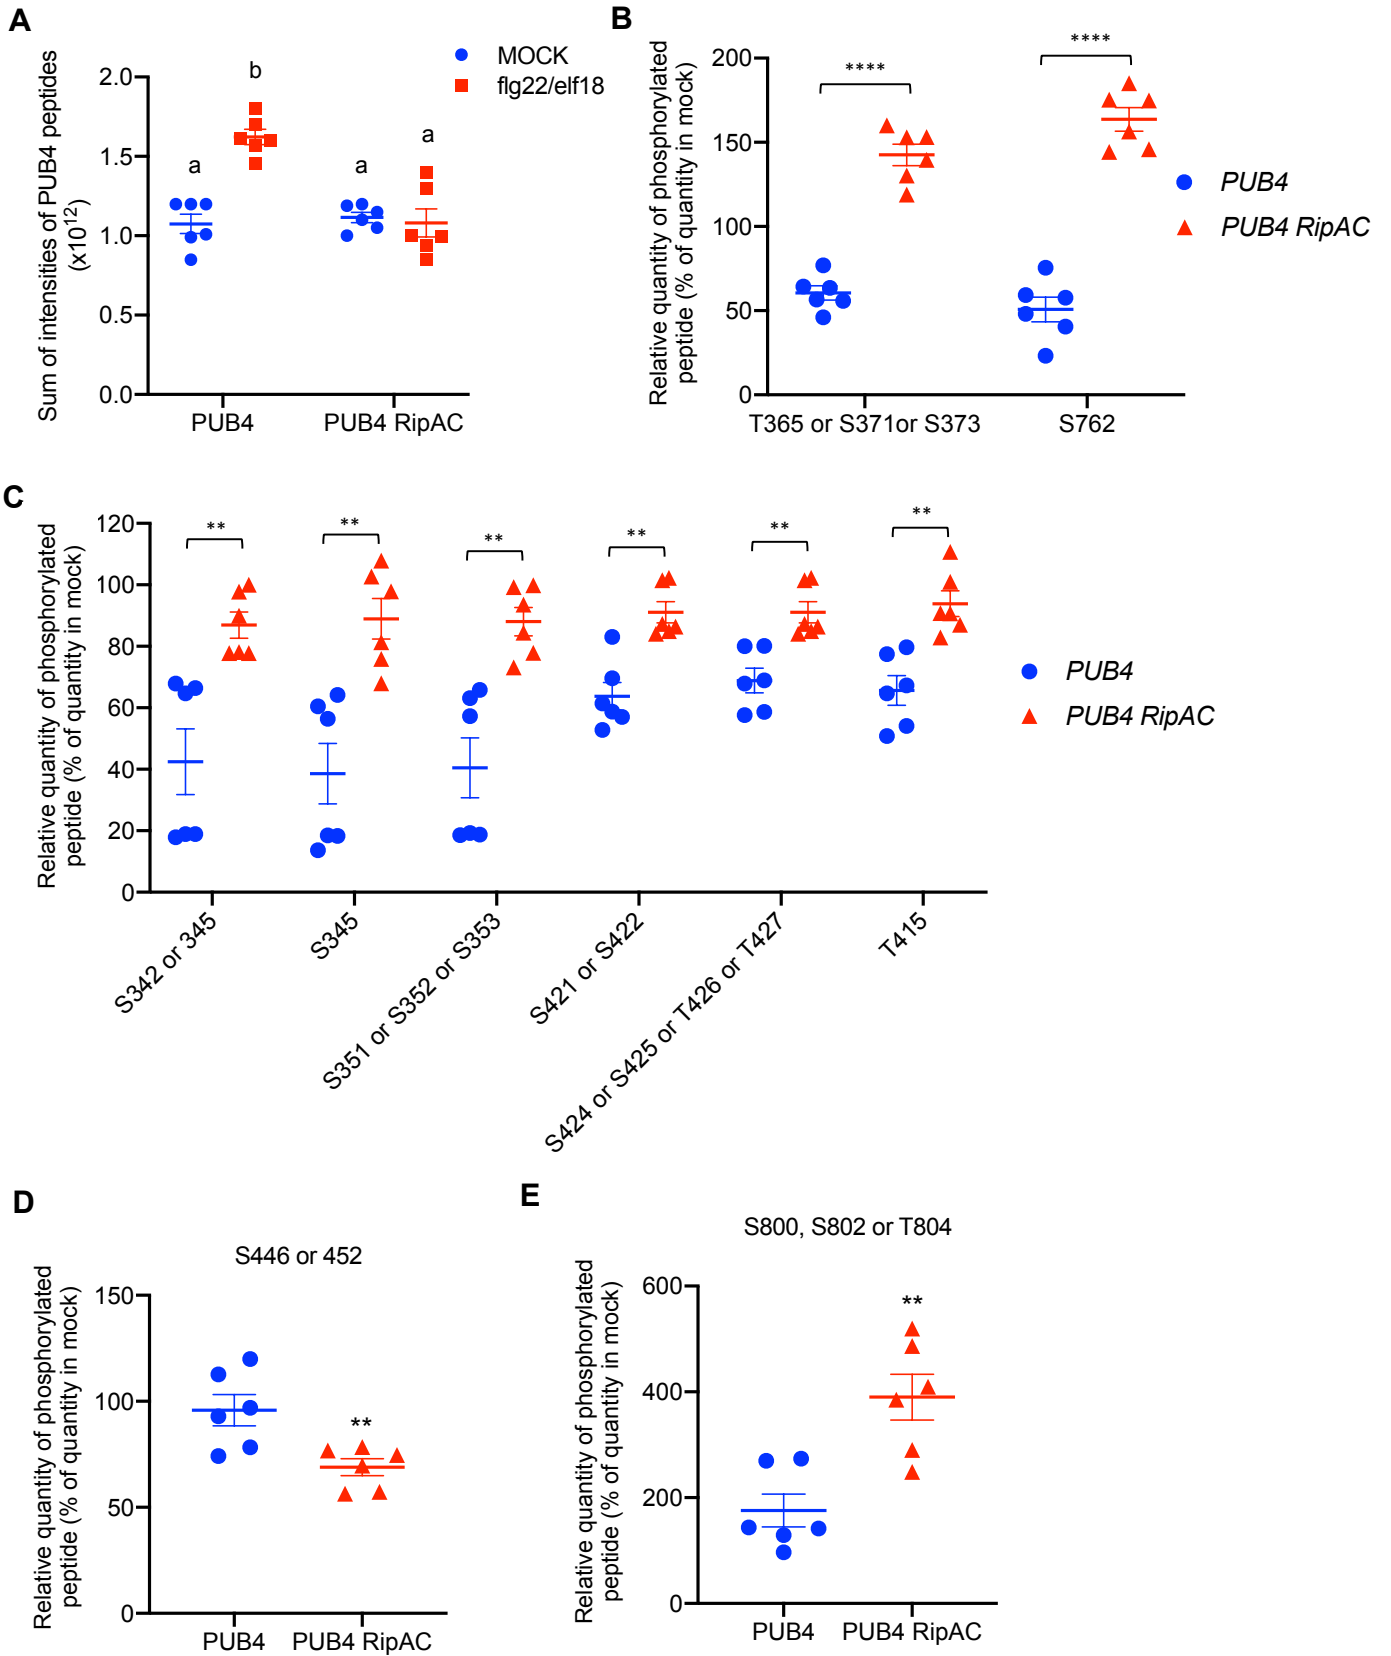 A
Sum of intensities of PUB4 peptides
(x10^12)
2.0
1.5
1.0
0.5
0.0
a
b
a
a
PUB4
PUB4 RipAC
MOCK
flg22/elf18
B
Relative quantity of phosphorylated
peptide (% of quantity in mock)
200
150
100
50
0
****
****
T365 or S371or S373
S762
PUB4
PUB4 RipAC
C
Relative quantity of phosphorylated
peptide (% of quantity in mock)
120
100
80
60
40
20
0
**
**
**
**
**
**
S342 or 345
S345
S351 or S352 or S353
S421 or S422
S424 or S425 or T426 or T427
T415
PUB4
PUB4 RipAC
D
S446 or 452
Relative quantity of phosphorylated
peptide (% of quantity in mock)
150
100
50
0
**
PUB4
PUB4 RipAC
E
S800, S802 or T804
Relative quantity of phosphorylated
peptide (% of quantity in mock)
600
400
200
0
**
PUB4
PUB4 RipAC